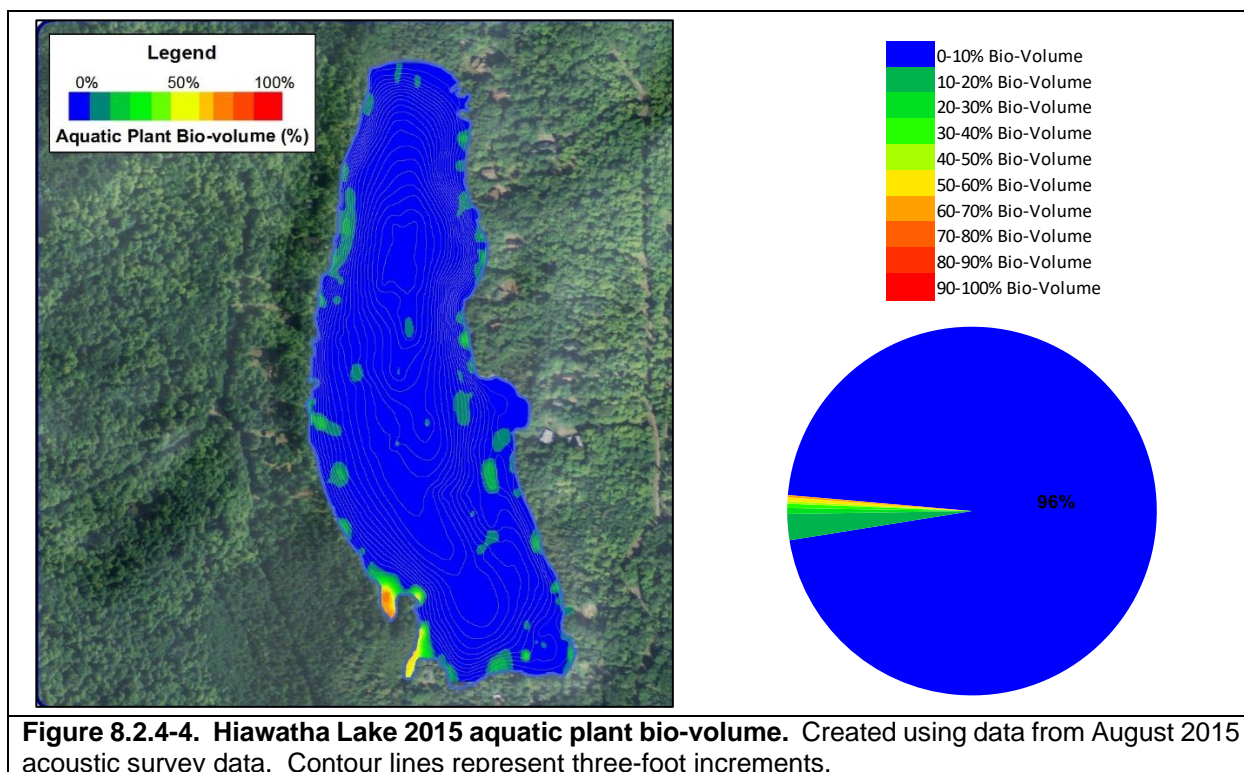 Legend
0% 50% 100%
Aquatic Plant Bio-volume (%)
0-10% Bio-Volume
10-20% Bio-Volume
20-30% Bio-Volume
30-40% Bio-Volume
40-50% Bio-Volume
50-60% Bio-Volume
60-70% Bio-Volume
70-80% Bio-Volume
80-90% Bio-Volume
90-100% Bio-Volume
96%
Figure 8.2.4-4. Hiawatha Lake 2015 aquatic plant bio-volume. Created using data from August 2015
acoustic survey data. Contour lines represent three-foot increments.